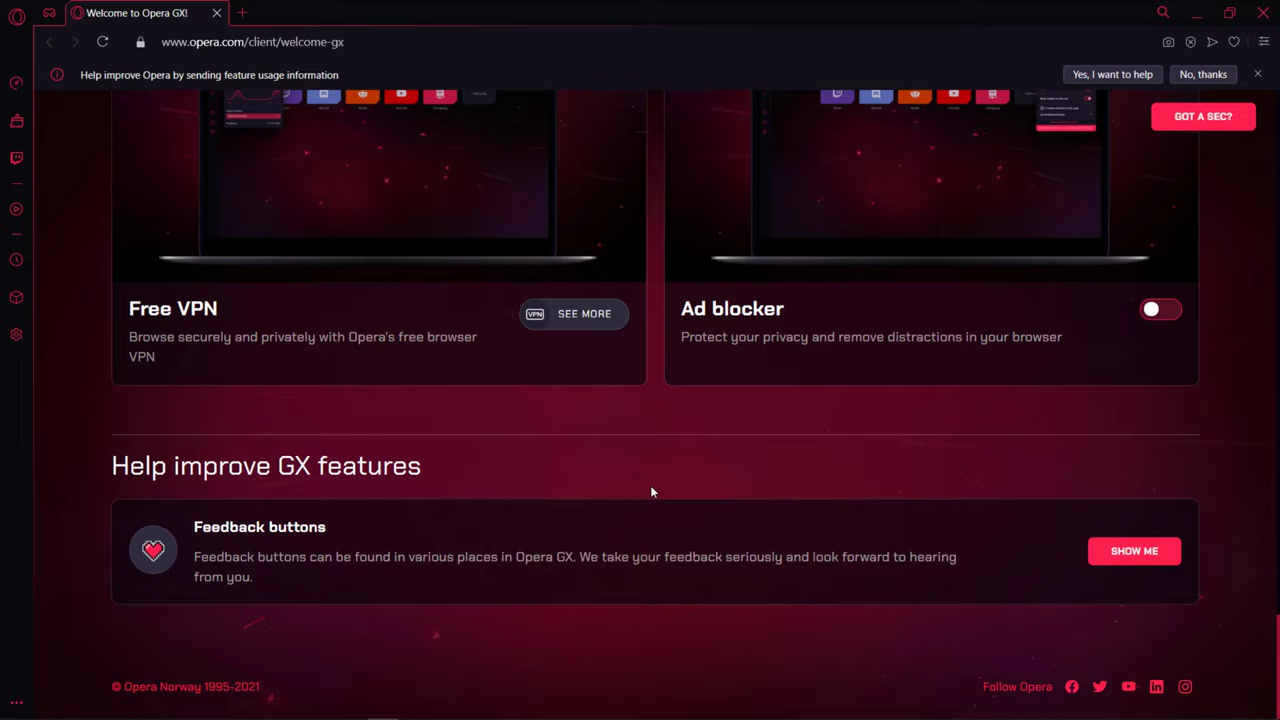 Welcome to Opera GX!
www.opera.com/client/welcome-gx
Help improve Opera by sending feature usage information
Yes, I want to help
No, thanks
GOT A SEC?
Free VPN
VPN
SEE MORE
Browse securely and privately with Opera's free browser
VPN
Ad blocker
Protect your privacy and remove distractions in your browser
Help improve GX features
Feedback buttons
Feedback buttons can be found in various places in Opera GX. We take your feedback seriously and look forward to hearing
from you.
SHOW ME
© Opera Norway 1995-2021
Follow Opera